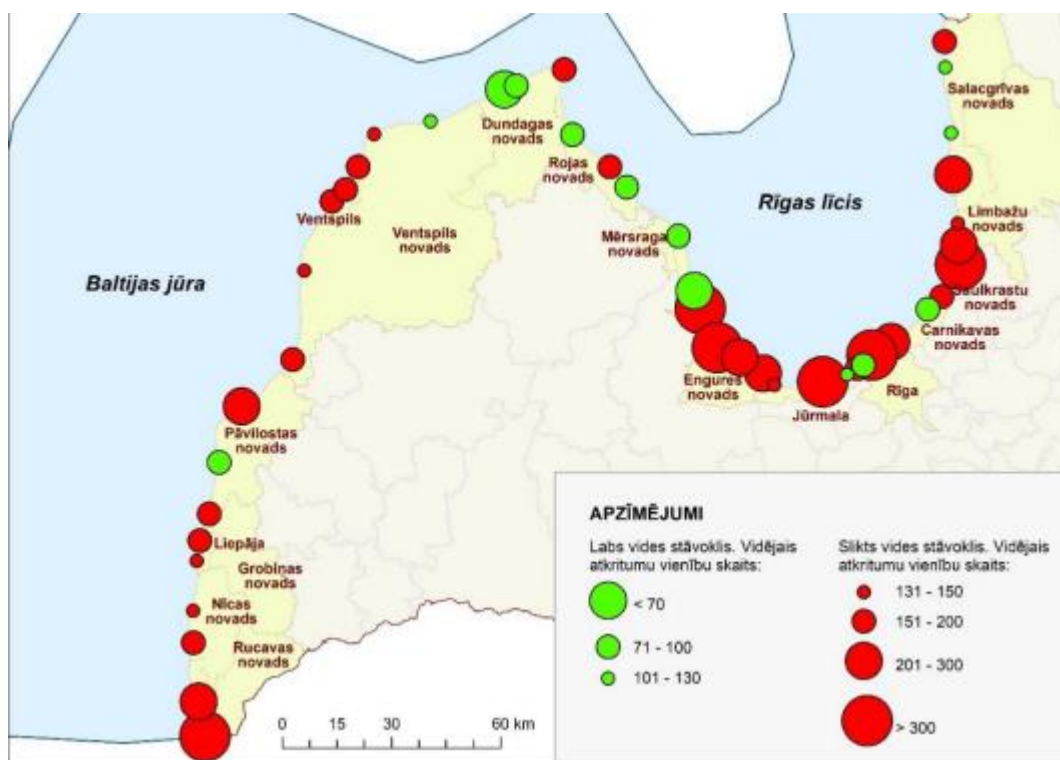 Salacgrīvas
novads
Dundagas
novads
Rojas
novads
Rīgas līcis
Limbažu
novads
Ventspils
Ventspils
novads
Mērsraga
novads
Baltijas jūra
Saulkrastu
novads
Carnikavas
novads
Engures
novads
Rīga
Jūrmala
Pāvilostas
novads
Liepāja
Grobiņas
novads
Nīcas
novads
Rucavas
novads
0 15 30 60 km
APZĪMĒJUMI
Labs vides stāvoklis. Vidējais
atkritumu vienību skaits:
< 70
71 - 100
101 - 130
Slikts vides stāvoklis. Vidējais
atkritumu vienību skaits:
131 - 150
151 - 200
201 - 300
> 300